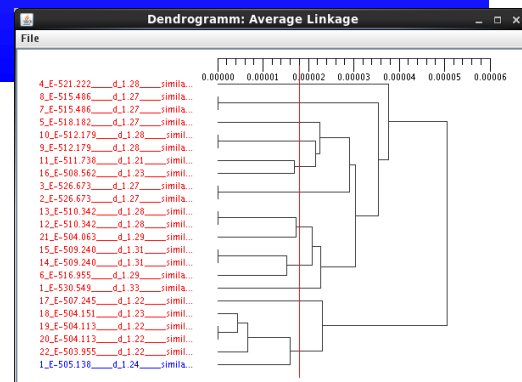 Dendrogramm: Average Linkage
File
0.00000 0.00001 0.00002 0.00003 0.00004 0.00005 0.00006
4_E-521.222____d_1.28____simila...
8_E-515.486____d_1.27____simila...
7_E-515.486____d_1.27____simila...
5_E-518.182____d_1.27____simila...
10_E-512.179____d_1.28____simil...
9_E-512.179____d_1.28____simila...
11_E-511.738____d_1.21____simil...
16_E-508.562____d_1.23____simil...
3_E-526.673____d_1.27____simila...
2_E-526.673____d_1.27____simila...
13_E-510.342____d_1.28____simil...
12_E-510.342____d_1.28____simil...
21_E-504.063____d_1.29____simil...
15_E-509.240____d_1.31____simil...
14_E-509.240____d_1.31____simil...
6_E-516.955____d_1.29____simila...
1_E-530.549____d_1.33____simila...
17_E-507.245____d_1.22____simil...
18_E-504.151____d_1.23____simil...
19_E-504.113____d_1.22____simil...
20_E-504.113____d_1.22____simil...
22_E-503.955____d_1.22____simil...
1_E-505.138____d_1.24____simila...